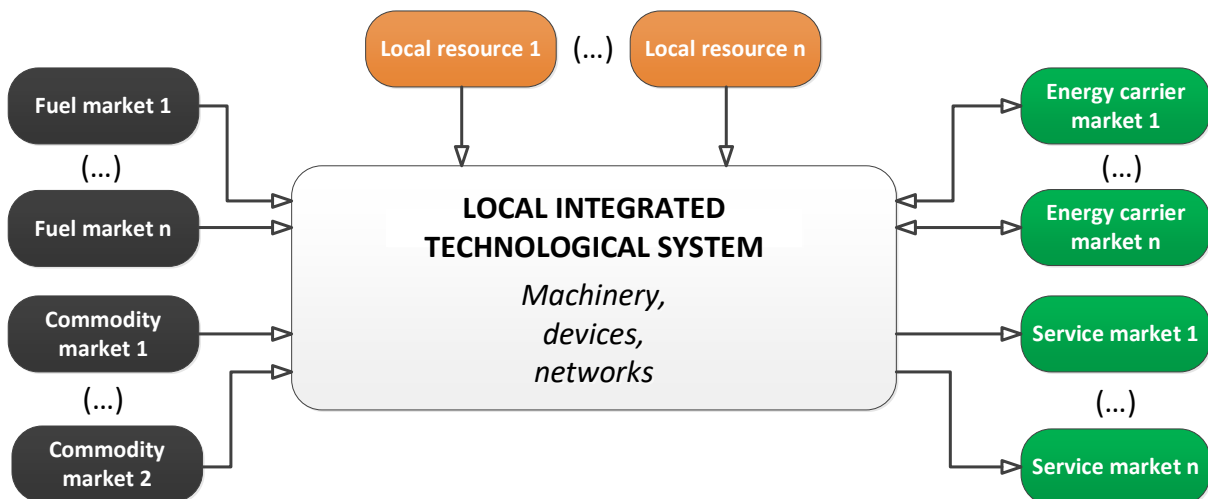 Local resource 1
(...)
Local resource n
Fuel market 1
(...)
Fuel market n
Commodity
market 1
(...)
Commodity
market 2
LOCAL INTEGRATED
TECHNOLOGICAL SYSTEM
Machinery,
devices,
networks
Energy carrier
market 1
(...)
Energy carrier
market n
Service market 1
(...)
Service market n